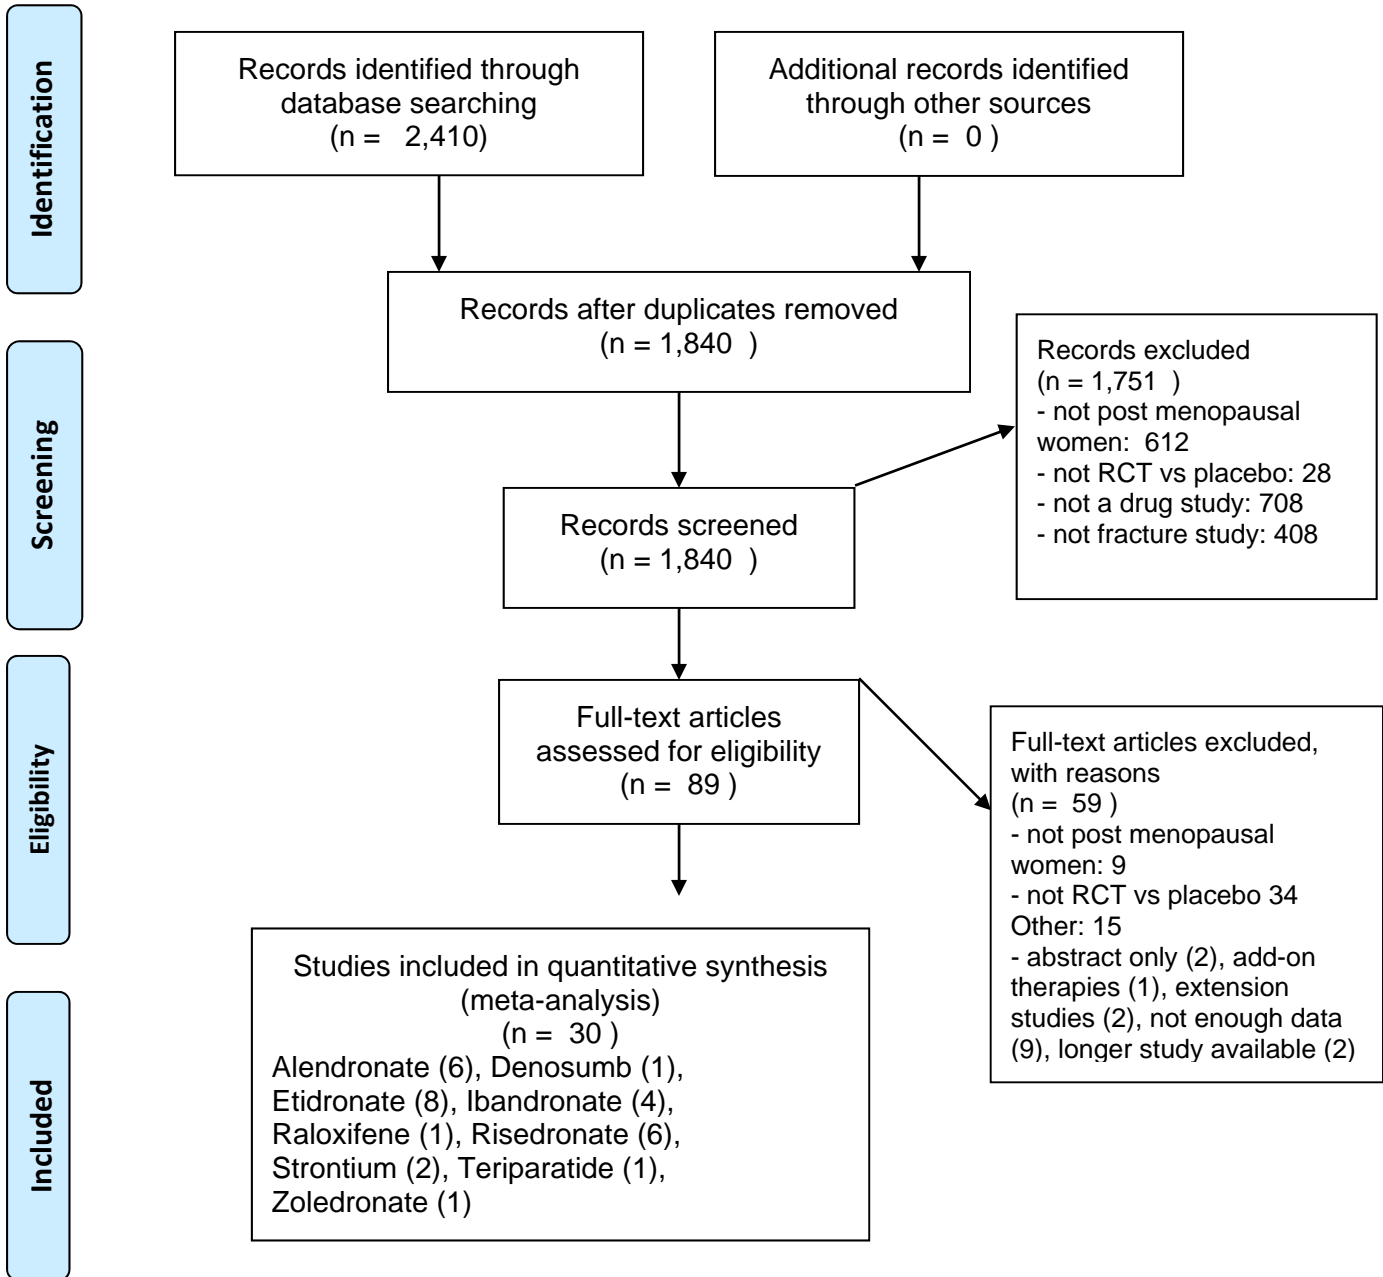 Identification
Records identified through
database searching
(n =   2,410)
Additional records identified
through other sources
(n =  0 )
Records after duplicates removed
(n = 1,840  )
Screening
Records excluded
(n = 1,751  )
- not post menopausal
women:  612
- not RCT vs placebo: 28
- not a drug study: 708
- not fracture study: 408
Records screened
(n = 1,840  )
Eligibility
Full-text articles
assessed for eligibility
(n =  89 )
Full-text articles excluded,
with reasons
(n =  59 )
- not post menopausal
women: 9
- not RCT vs placebo 34
Other: 15
- abstract only (2), add-on
therapies (1), extension
studies (2), not enough data
(9), longer study available (2)
Included
Studies included in quantitative synthesis
(meta-analysis)
(n =  30 )
Alendronate (6), Denosumb (1),
Etidronate (8), Ibandronate (4),
Raloxifene (1), Risedronate (6),
Strontium (2), Teriparatide (1),
Zoledronate (1)